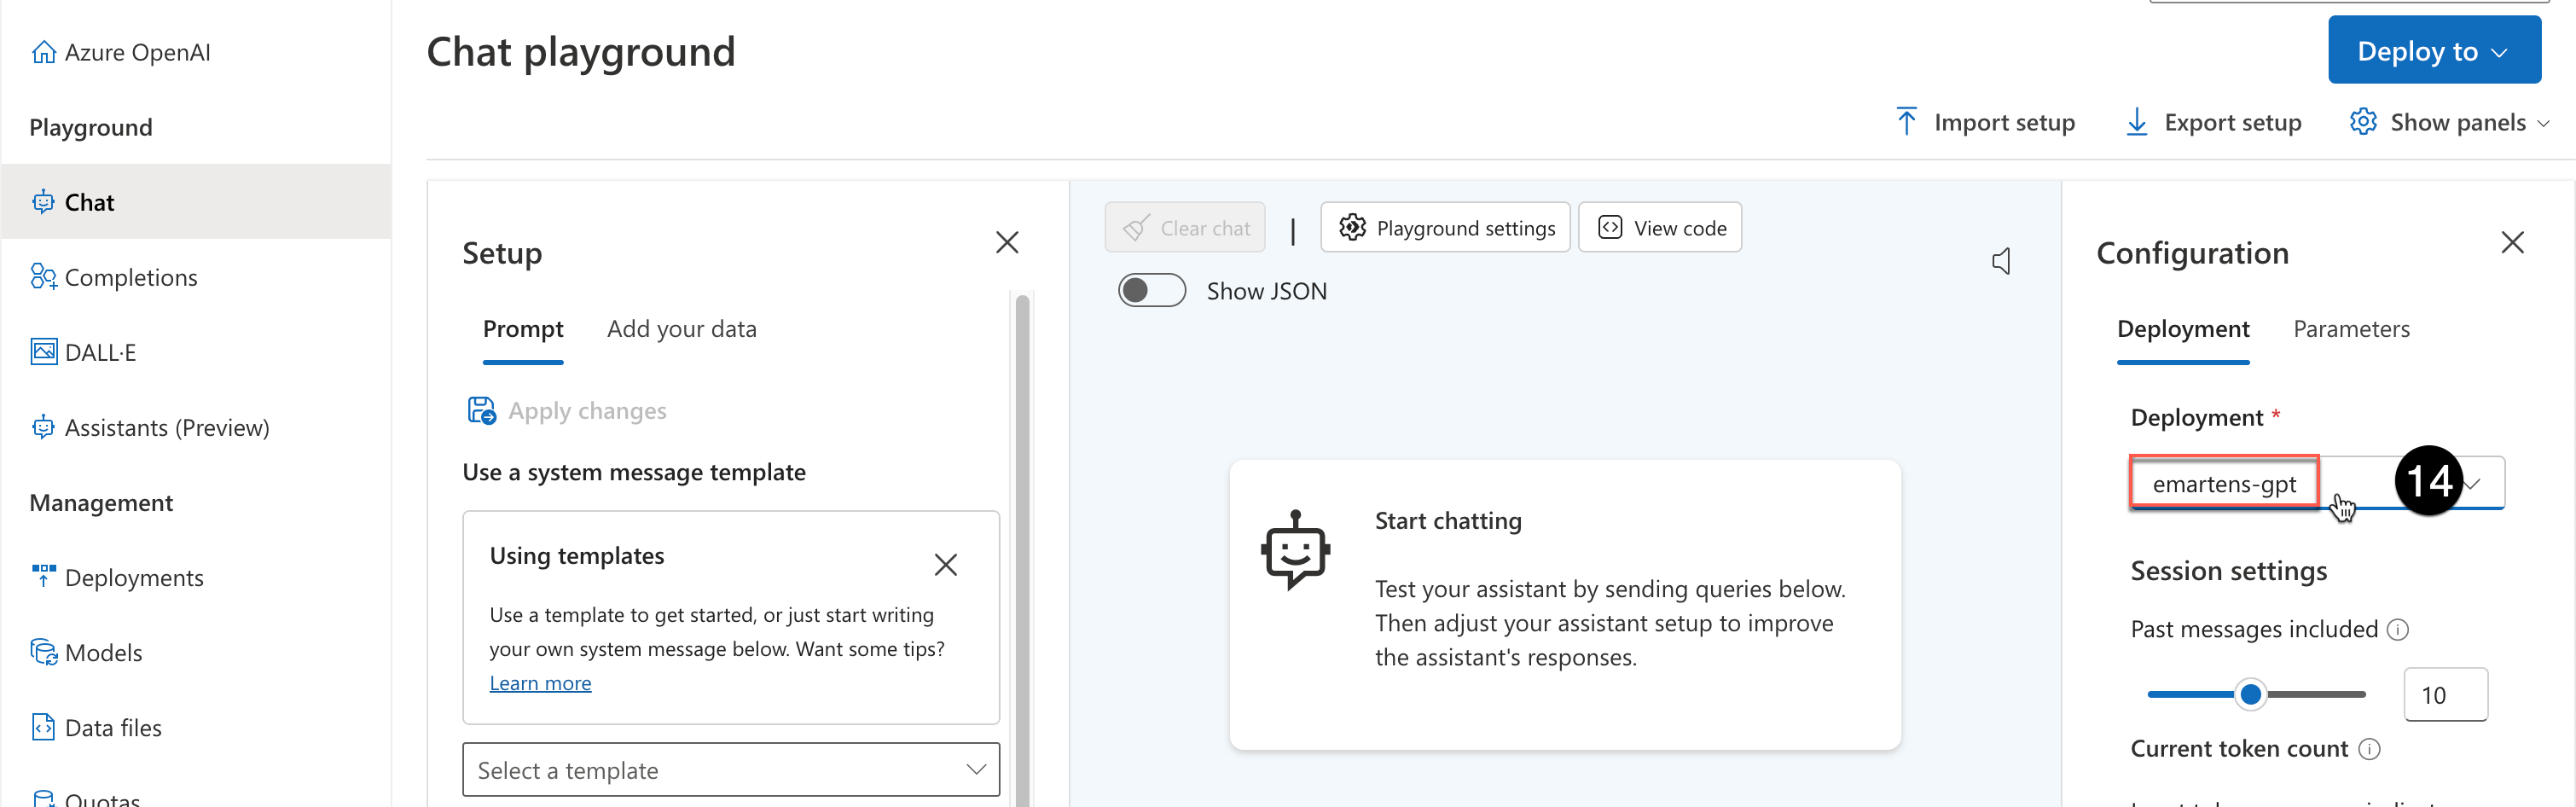 Azure OpenAI
Playground
Chat
Completions
DALL·E
Assistants (Preview)
Management
Deployments
Models
Data files
Quotas
Chat playground
Deploy to
Import setup
Export setup
Show panels
Setup
Prompt
Add your data
Apply changes
Use a system message template
Using templates
Use a template to get started, or just start writing
your own system message below. Want some tips?
Learn more
Select a template
Clear chat
|
Playground settings
View code
Show JSON
Start chatting
Test your assistant by sending queries below.
Then adjust your assistant setup to improve
the assistant's responses.
Configuration
Deployment
Parameters
Deployment *
emartens-gpt
14
Session settings
Past messages included
10
Current token count